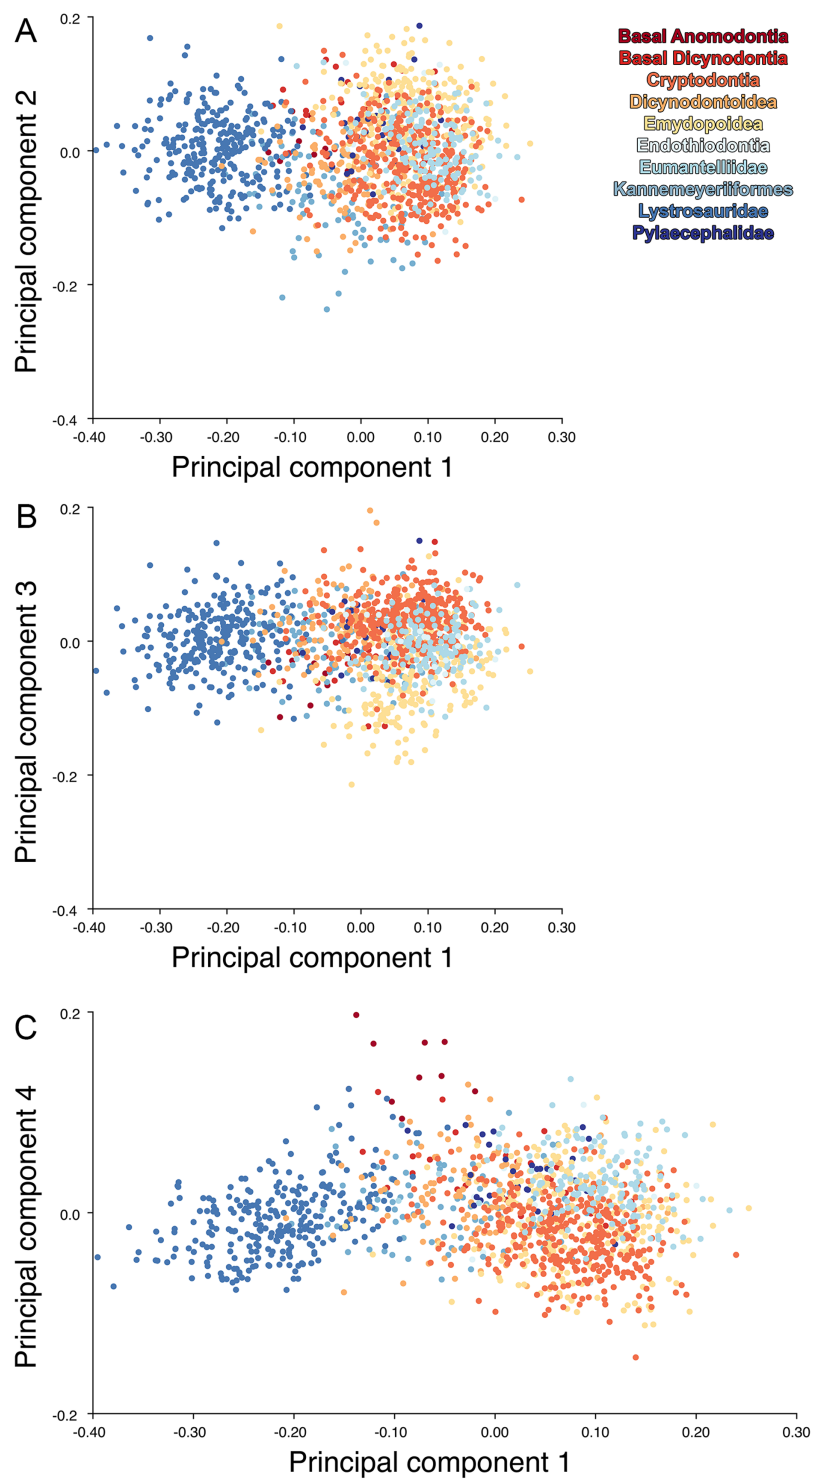 A
0.2
0.0
-0.2
-0.4
Principal component 2
-0.40 -0.30 -0.20 -0.10 0.00 0.10 0.20 0.30
Principal component 1
Basal Anomodontia
Basal Dicynodontia
Cryptodontia
Dicynodontoidea
Emydopoidea
Endothiodontia
Eumantelliidae
Kannemeyeriiformes
Lystrosauridae
Pylaecephalidae
B
0.2
0.0
-0.2
-0.4
Principal component 3
-0.40 -0.30 -0.20 -0.10 0.00 0.10 0.20 0.30
Principal component 1
C
0.2
0.0
-0.2
Principal component 4
-0.40 -0.30 -0.20 -0.10 0.00 0.10 0.20 0.30
Principal component 1